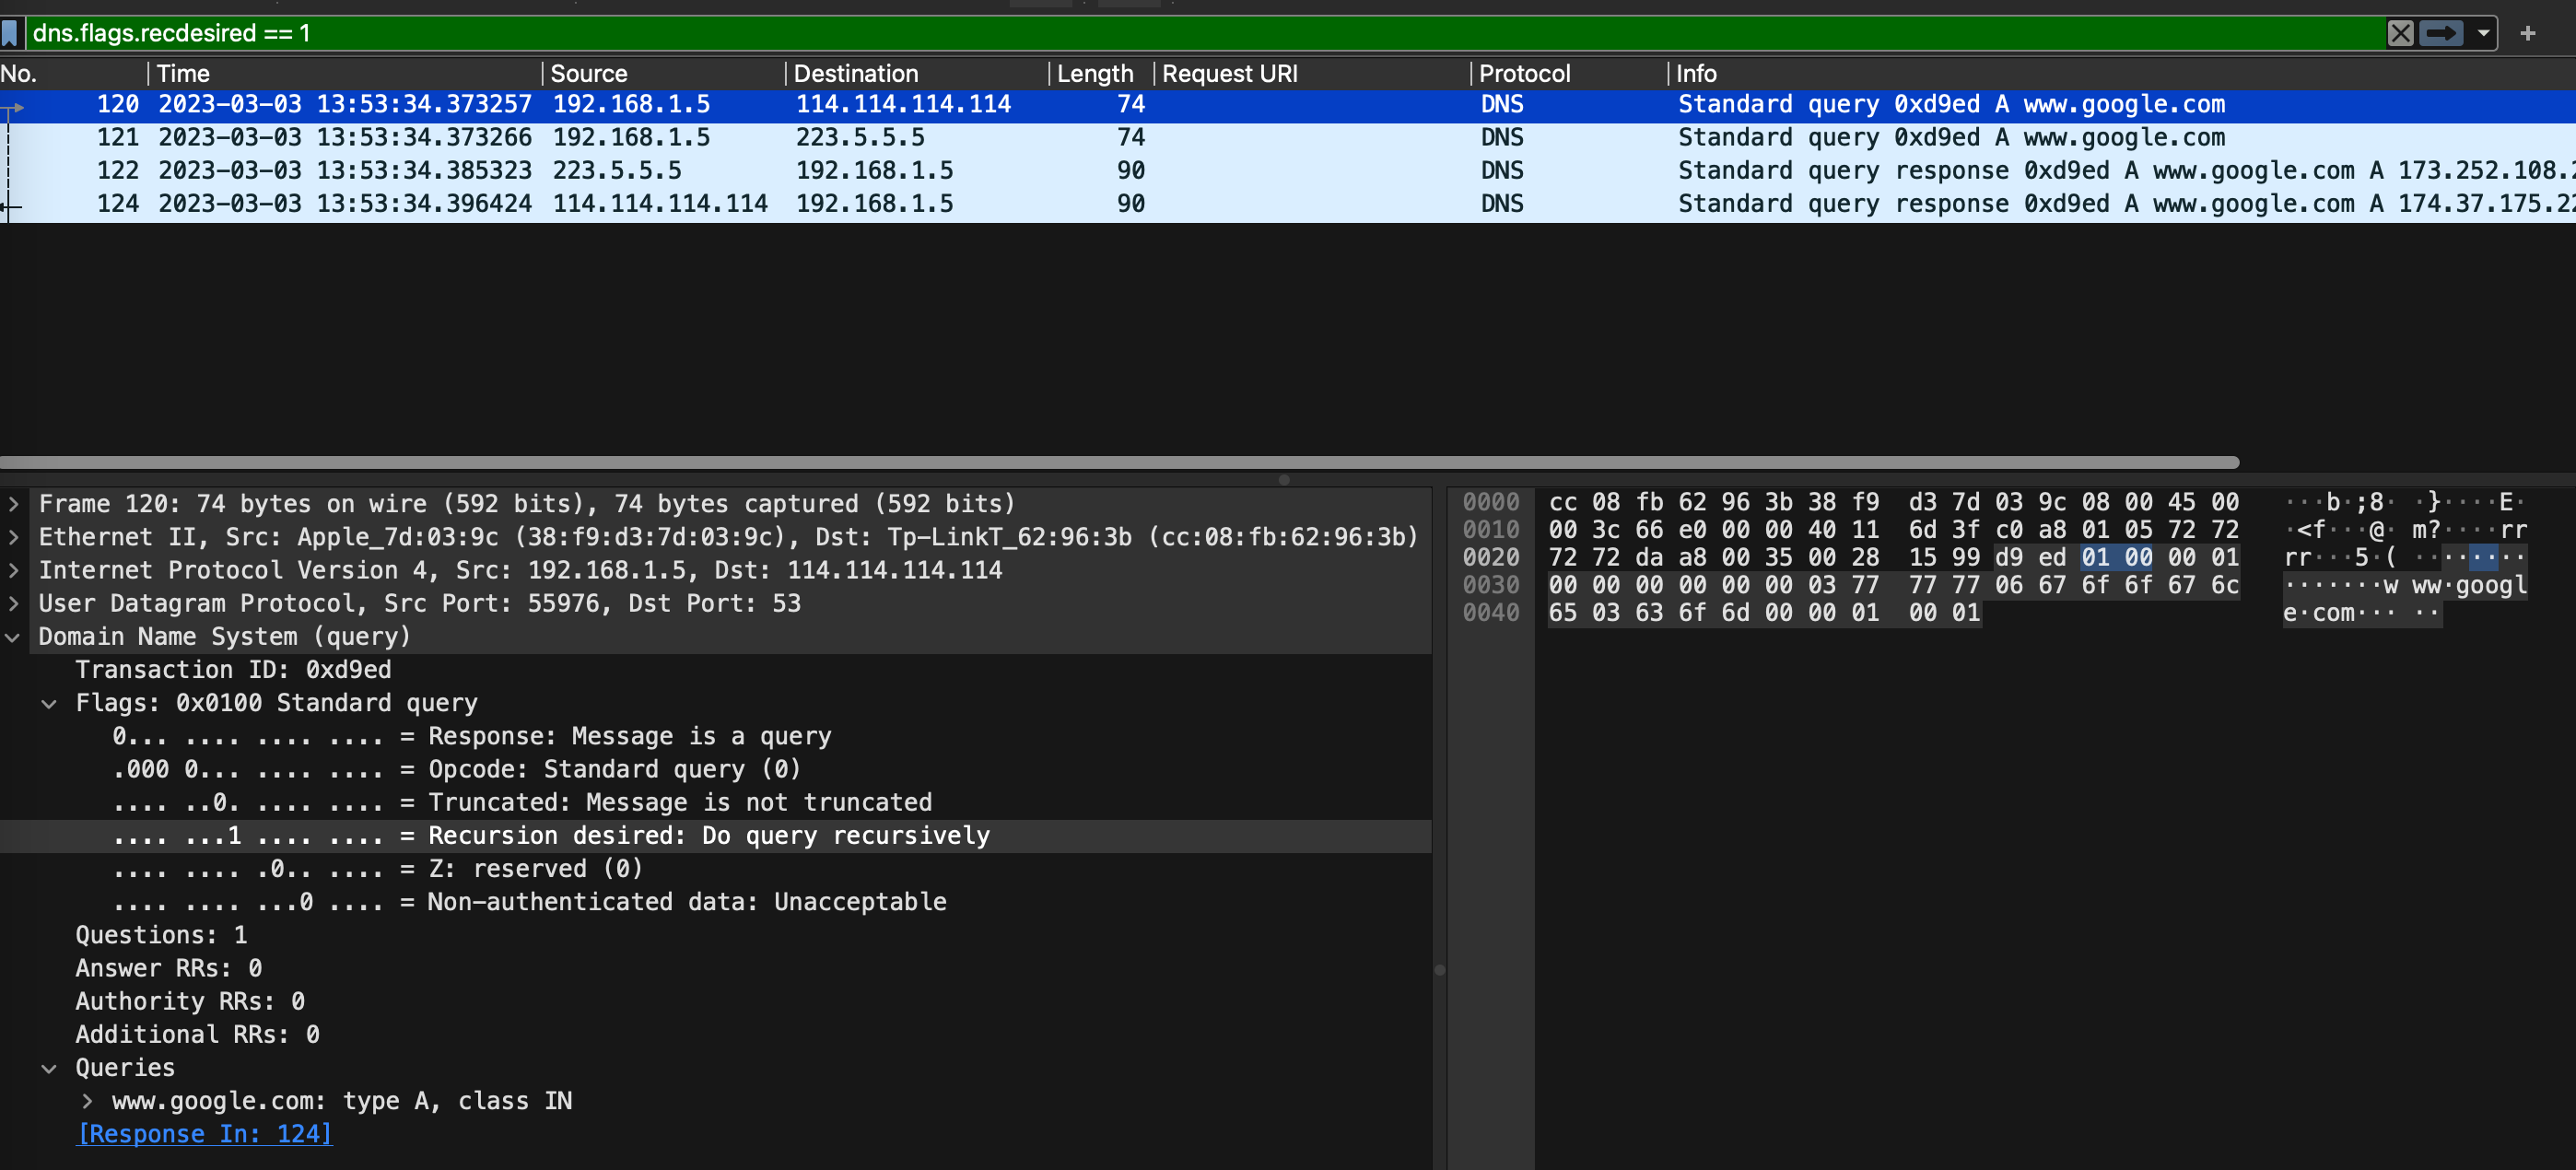 dns.flags.recdesired == 1
No. Time Source Destination Length Request URI Protocol Info
120 2023-03-03 13:53:34.373257 192.168.1.5 114.114.114.114 74 DNS Standard query 0xd9ed A www.google.com
121 2023-03-03 13:53:34.373266 192.168.1.5 223.5.5.5 74 DNS Standard query 0xd9ed A www.google.com
122 2023-03-03 13:53:34.385323 223.5.5.5 192.168.1.5 90 DNS Standard query response 0xd9ed A www.google.com A 173.252.108.2
124 2023-03-03 13:53:34.396424 114.114.114.114 192.168.1.5 90 DNS Standard query response 0xd9ed A www.google.com A 174.37.175.22
Frame 120: 74 bytes on wire (592 bits), 74 bytes captured (592 bits)
Ethernet II, Src: Apple_7d:03:9c (38:f9:d3:7d:03:9c), Dst: Tp-LinkT_62:96:3b (cc:08:fb:62:96:3b)
Internet Protocol Version 4, Src: 192.168.1.5, Dst: 114.114.114.114
User Datagram Protocol, Src Port: 55976, Dst Port: 53
Domain Name System (query)
Transaction ID: 0xd9ed
Flags: 0x0100 Standard query
0... .... .... .... = Response: Message is a query
.000 0... .... .... = Opcode: Standard query (0)
.... ..0. .... .... = Truncated: Message is not truncated
.... ...1 .... .... = Recursion desired: Do query recursively
.... .... .0.. .... = Z: reserved (0)
.... .... ...0 .... = Non-authenticated data: Unacceptable
Questions: 1
Answer RRs: 0
Authority RRs: 0
Additional RRs: 0
Queries
www.google.com: type A, class IN
[Response In: 124]
0000 cc 08 fb 62 96 3b 38 f9 d3 7d 03 9c 08 00 45 00 ···b·;8· ·}····E·
0010 00 3c 66 e0 00 00 40 11 6d 3f c0 a8 01 05 72 72 ·<f···@· m?····rr
0020 72 72 da a8 00 35 00 28 15 99 d9 ed 01 00 00 01 rr···5·( ········
0030 00 00 00 00 00 00 03 77 77 77 06 67 6f 6f 67 6c ·······w ww·googl
0040 65 03 63 6f 6d 00 00 01 00 01 e·com··· ··